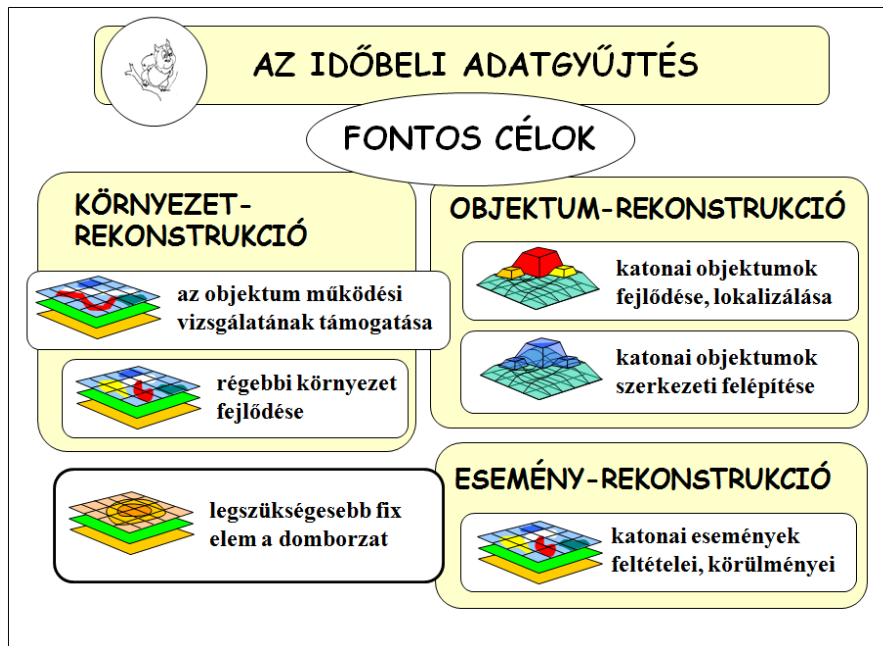 AZ IDŐBELI ADATGYŰJTÉS
FONTOS CÉLOK
KÖRNYEZET-
REKONSTRUKCIÓ
az objektum működési
vizsgálatának támogatása
régebbi környezet
fejlődése
legszükségesebb fix
elem a domborzat
OBJEKTUM-REKONSTRUKCIÓ
katonai objektumok
fejlődése, lokalizálása
katonai objektumok
szerkezeti felépítése
ESEMÉNY-REKONSTRUKCIÓ
katonai események
feltételei, körülményei